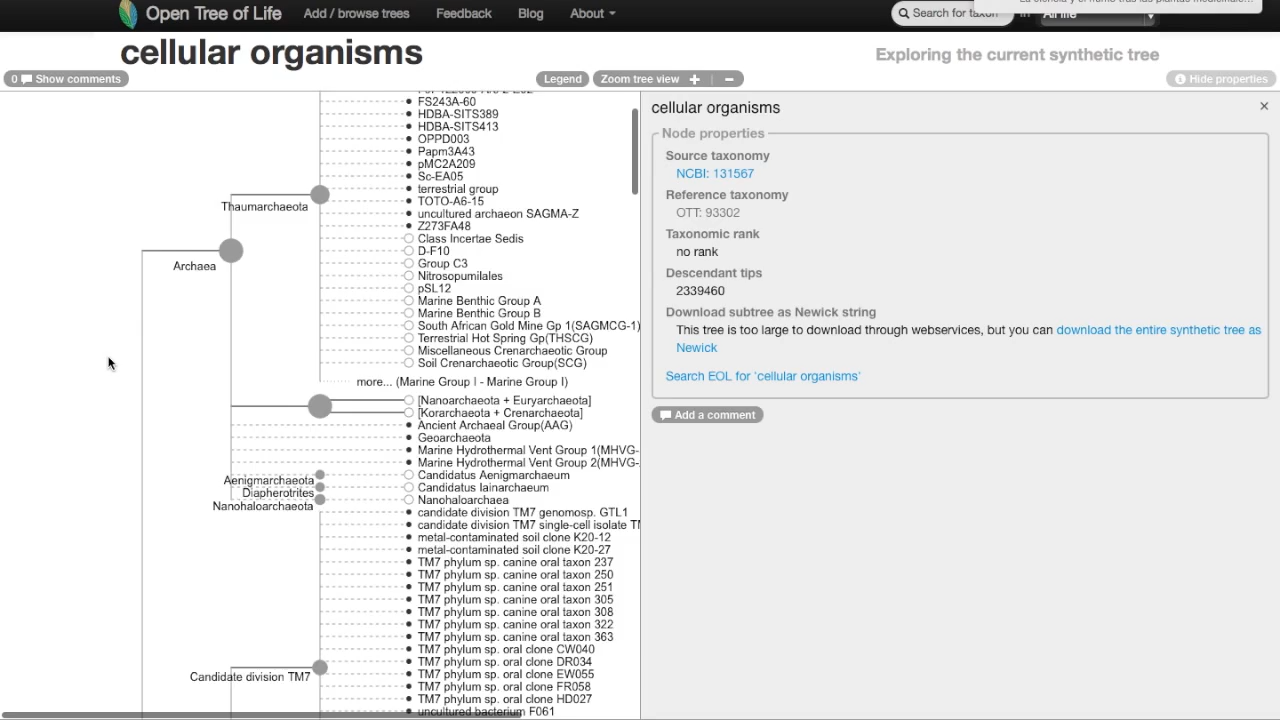 Open Tree of Life
Add / browse trees
Feedback
Blog
About
Search for taxon
in
All life
cellular organisms
Exploring the current synthetic tree
0 Show comments
Legend
Zoom tree view + | −
Hide properties
FS243A-60
HDBA-SITS389
HDBA-SITS413
OPPD003
Papm3A43
pMC2A209
Sc-EA05
terrestrial group
TOTO-A6-15
Thaumarchaeota
uncultured archaeon SAGMA-Z
Z273FA48
Class Incertae Sedis
D-F10
Archaea
Group C3
Nitrosopumilales
pSL12
Marine Benthic Group A
Marine Benthic Group B
South African Gold Mine Gp 1(SAGMCG-1)
Terrestrial Hot Spring Gp(THSCG)
Miscellaneous Crenarchaeotic Group
Soil Crenarchaeotic Group(SCG)
more... (Marine Group I - Marine Group I)
[Nanoarchaeota + Euryarchaeota]
[Korarchaeota + Crenarchaeota]
Ancient Archaeal Group(AAG)
Geoarchaeota
Marine Hydrothermal Vent Group 1(MHVG-
Marine Hydrothermal Vent Group 2(MHVG-
Aenigmarchaeota
Candidatus Aenigmarchaeum
Diapherotrites
Candidatus Iainarchaeum
Nanohaloarchaeota
Nanohaloarchaea
candidate division TM7 genomosp. GTL1
candidate division TM7 single-cell isolate
metal-contaminated soil clone K20-12
metal-contaminated soil clone K20-27
TM7 phylum sp. canine oral taxon 237
TM7 phylum sp. canine oral taxon 250
TM7 phylum sp. canine oral taxon 251
TM7 phylum sp. canine oral taxon 305
TM7 phylum sp. canine oral taxon 308
TM7 phylum sp. canine oral taxon 322
TM7 phylum sp. canine oral taxon 363
TM7 phylum sp. oral clone CW040
TM7 phylum sp. oral clone DR034
Candidate division TM7
TM7 phylum sp. oral clone EW055
TM7 phylum sp. oral clone FR058
TM7 phylum sp. oral clone HD027
uncultured bacterium F061
cellular organisms
×
Node properties
Source taxonomy
NCBI: 131567
Reference taxonomy
OTT: 93302
Taxonomic rank
no rank
Descendant tips
2339460
Download subtree as Newick string
This tree is too large to download through webservices, but you can download the entire synthetic tree as
Newick
Search EOL for 'cellular organisms'
Add a comment